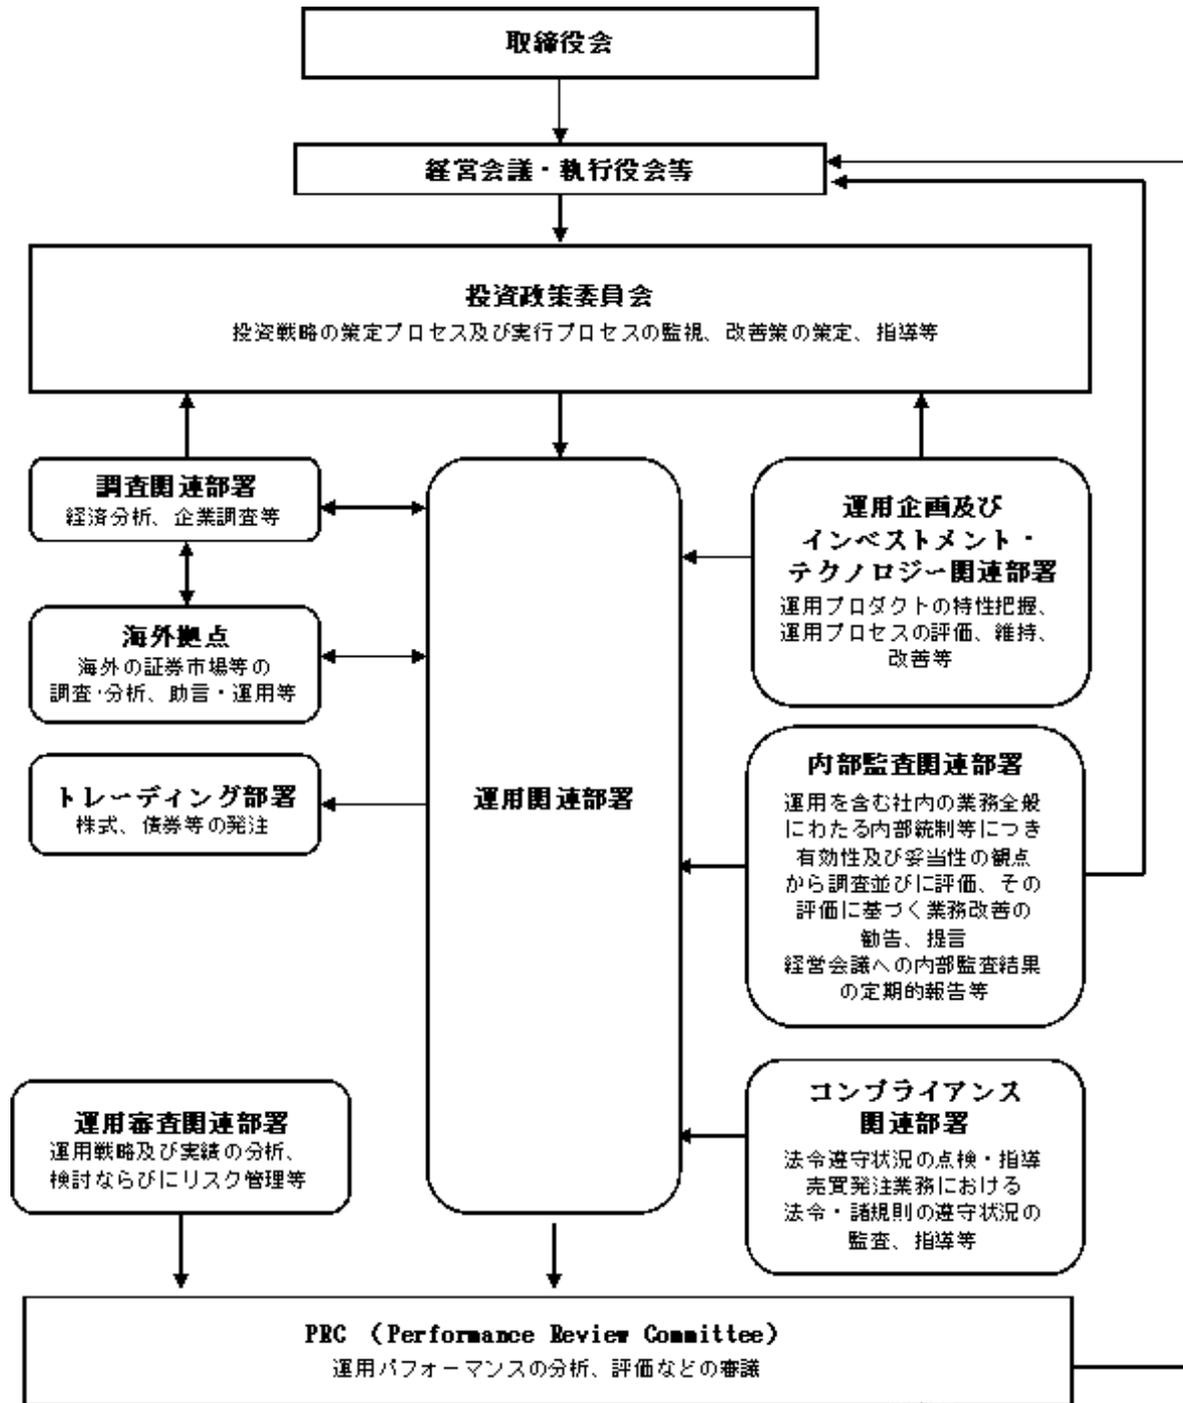 取締役会
経営会議・執行役会等
投資政策委員会
投資戦略の策定プロセス及び実行プロセスの監視、改善策の策定、指導等
調査関連部署
経済分析、企業調査等
海外拠点
海外の証券市場等の
調査・分析、助言・運用等
トレーディング部署
株式、債券等の発注
運用関連部署
運用企画及び
インベストメント・
テクノロジー関連部署
運用プロダクトの特性把握、
運用プロセスの評価、維持、
改善等
内部監査関連部署
運用を含む社内の業務全般
にわたる内部統制等につき
有効性及び妥当性の観点
から調査並びに評価、その
評価に基づく業務改善の
勧告、提言
経営会議への内部監査結果
の定期的報告等
コンプライアンス
関連部署
法令遵守状況の点検・指導
売買発注業務における
法令・諸規則の遵守状況の
監査、指導等
運用審査関連部署
運用戦略及び実績の分析、
検討ならびにリスク管理等
PRC （Performance Review Committee）
運用パフォーマンスの分析、評価などの審議